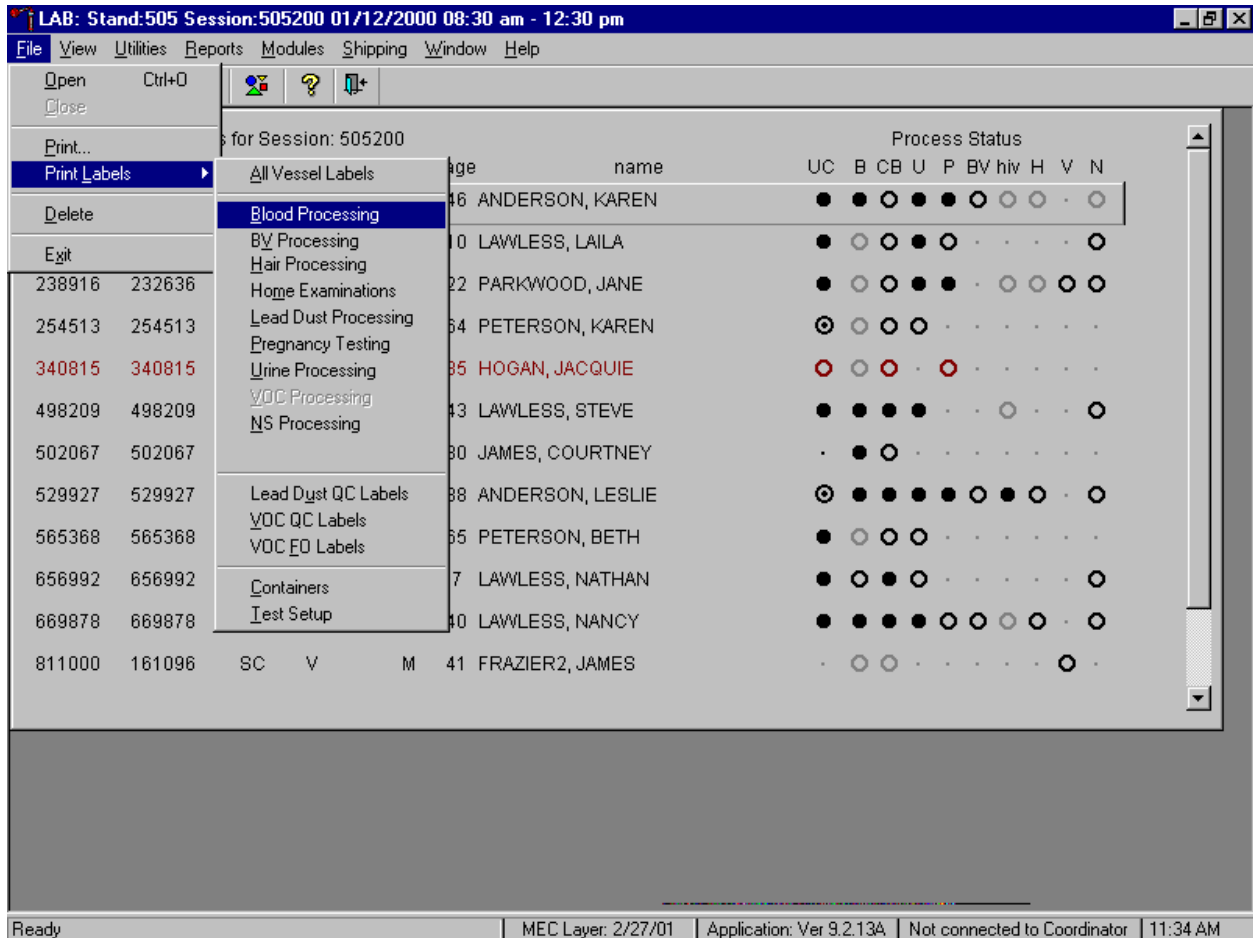 LAB: Stand:505 Session:505200 01/12/2000 08:30 am - 12:30 pm
File View Utilities Reports Modules Shipping Window Help
Open Ctrl+O
Close
Print...
Print Labels
Delete
Exit
All Vessel Labels
Blood Processing
BV Processing
Hair Processing
Home Examinations
Lead Dust Processing
Pregnancy Testing
Urine Processing
VOC Processing
NS Processing
Lead Dust QC Labels
VOC QC Labels
VOC FO Labels
Containers
Test Setup
for Session: 505200 Process Status
name UC B CB U P BV hiv H V N
46 ANDERSON, KAREN
LAWLESS, LAILA
238916 232636 22 PARKWOOD, JANE
254513 254513 64 PETERSON, KAREN
340815 340815 HOGAN, JACQUIE
498209 498209 43 LAWLESS, STEVE
502067 502067 JAMES, COURTNEY
529927 529927 ANDERSON, LESLIE
565368 565368 65 PETERSON, BETH
656992 656992 7 LAWLESS, NATHAN
669878 669878 40 LAWLESS, NANCY
811000 161096 SC V M 41 FRAZIER2, JAMES
Ready MEC Layer: 2/27/01 Application: Ver 9.2.13A Not connected to Coordinator 11:34 AM